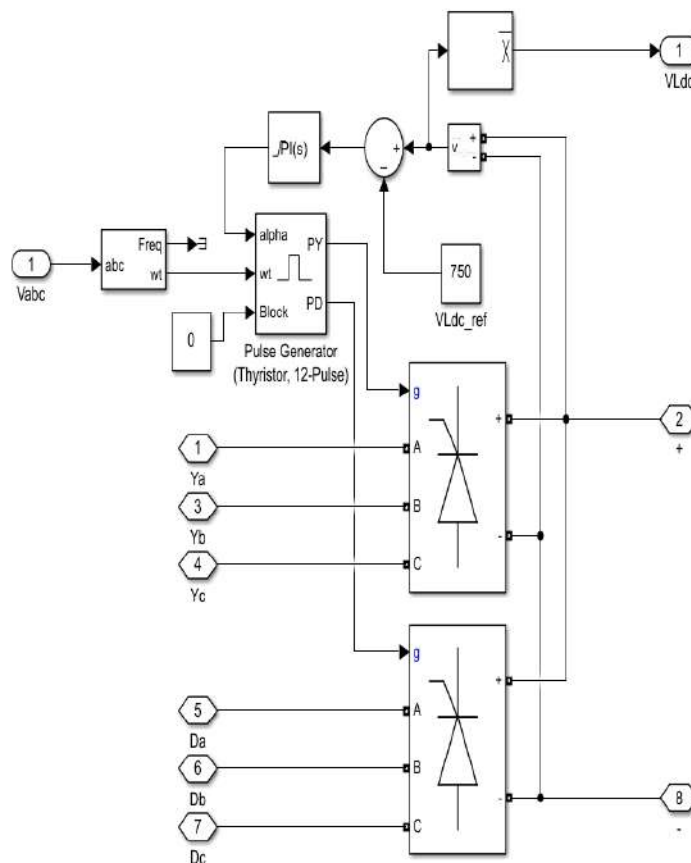 X
1
VLdc
+
-
v
+
−
PI(s)
Freq
abc
wt
1
Vabc
alpha
PY
wt
PD
Block
0
Pulse Generator
(Thyristor, 12-Pulse)
750
VLdc_ref
g
A
B
C
+
-
1
Ya
3
Yb
4
Yc
2
+
g
A
B
C
+
-
5
Da
6
Db
7
Dc
8
-